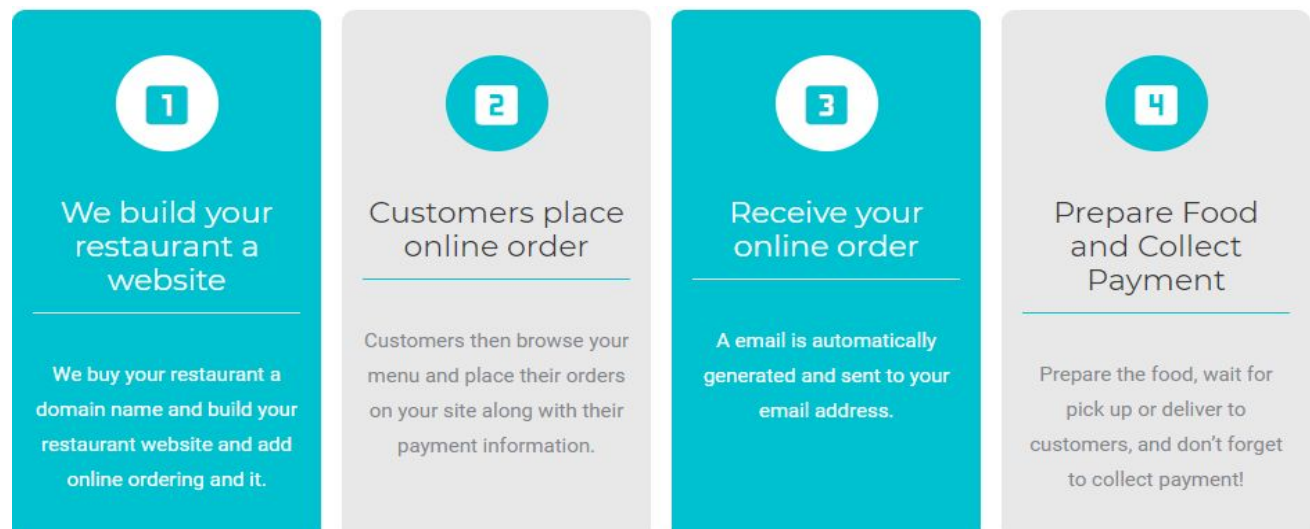 1
We build your
restaurant a
website
We buy your restaurant a
domain name and build your
restaurant website and add
online ordering and it.
2
Customers place
online order
Customers then browse your
menu and place their orders
on your site along with their
payment information.
3
Receive your
online order
A email is automatically
generated and sent to your
email address.
4
Prepare Food
and Collect
Payment
Prepare the food, wait for
pick up or deliver to
customers, and don’t forget
to collect payment!